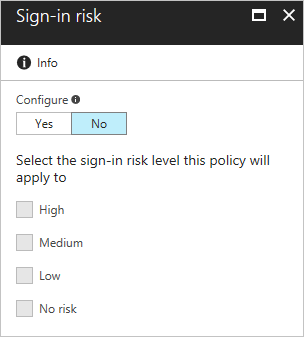 Sign-in risk
Info
Configure
Yes No
Select the sign-in risk level this policy will
apply to
High
Medium
Low
No risk